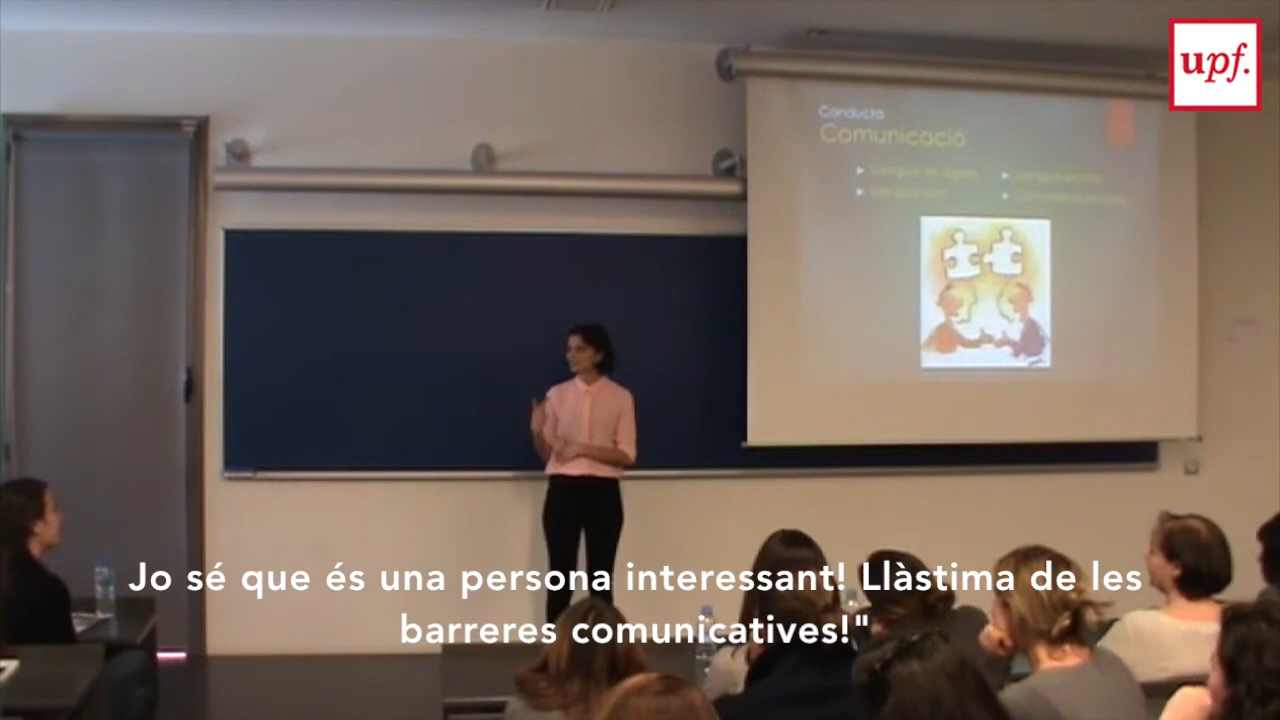 upf.
Conducta
Comunicació
Jo sé que és una persona interessant! Llàstima de les
barreres comunicatives!"